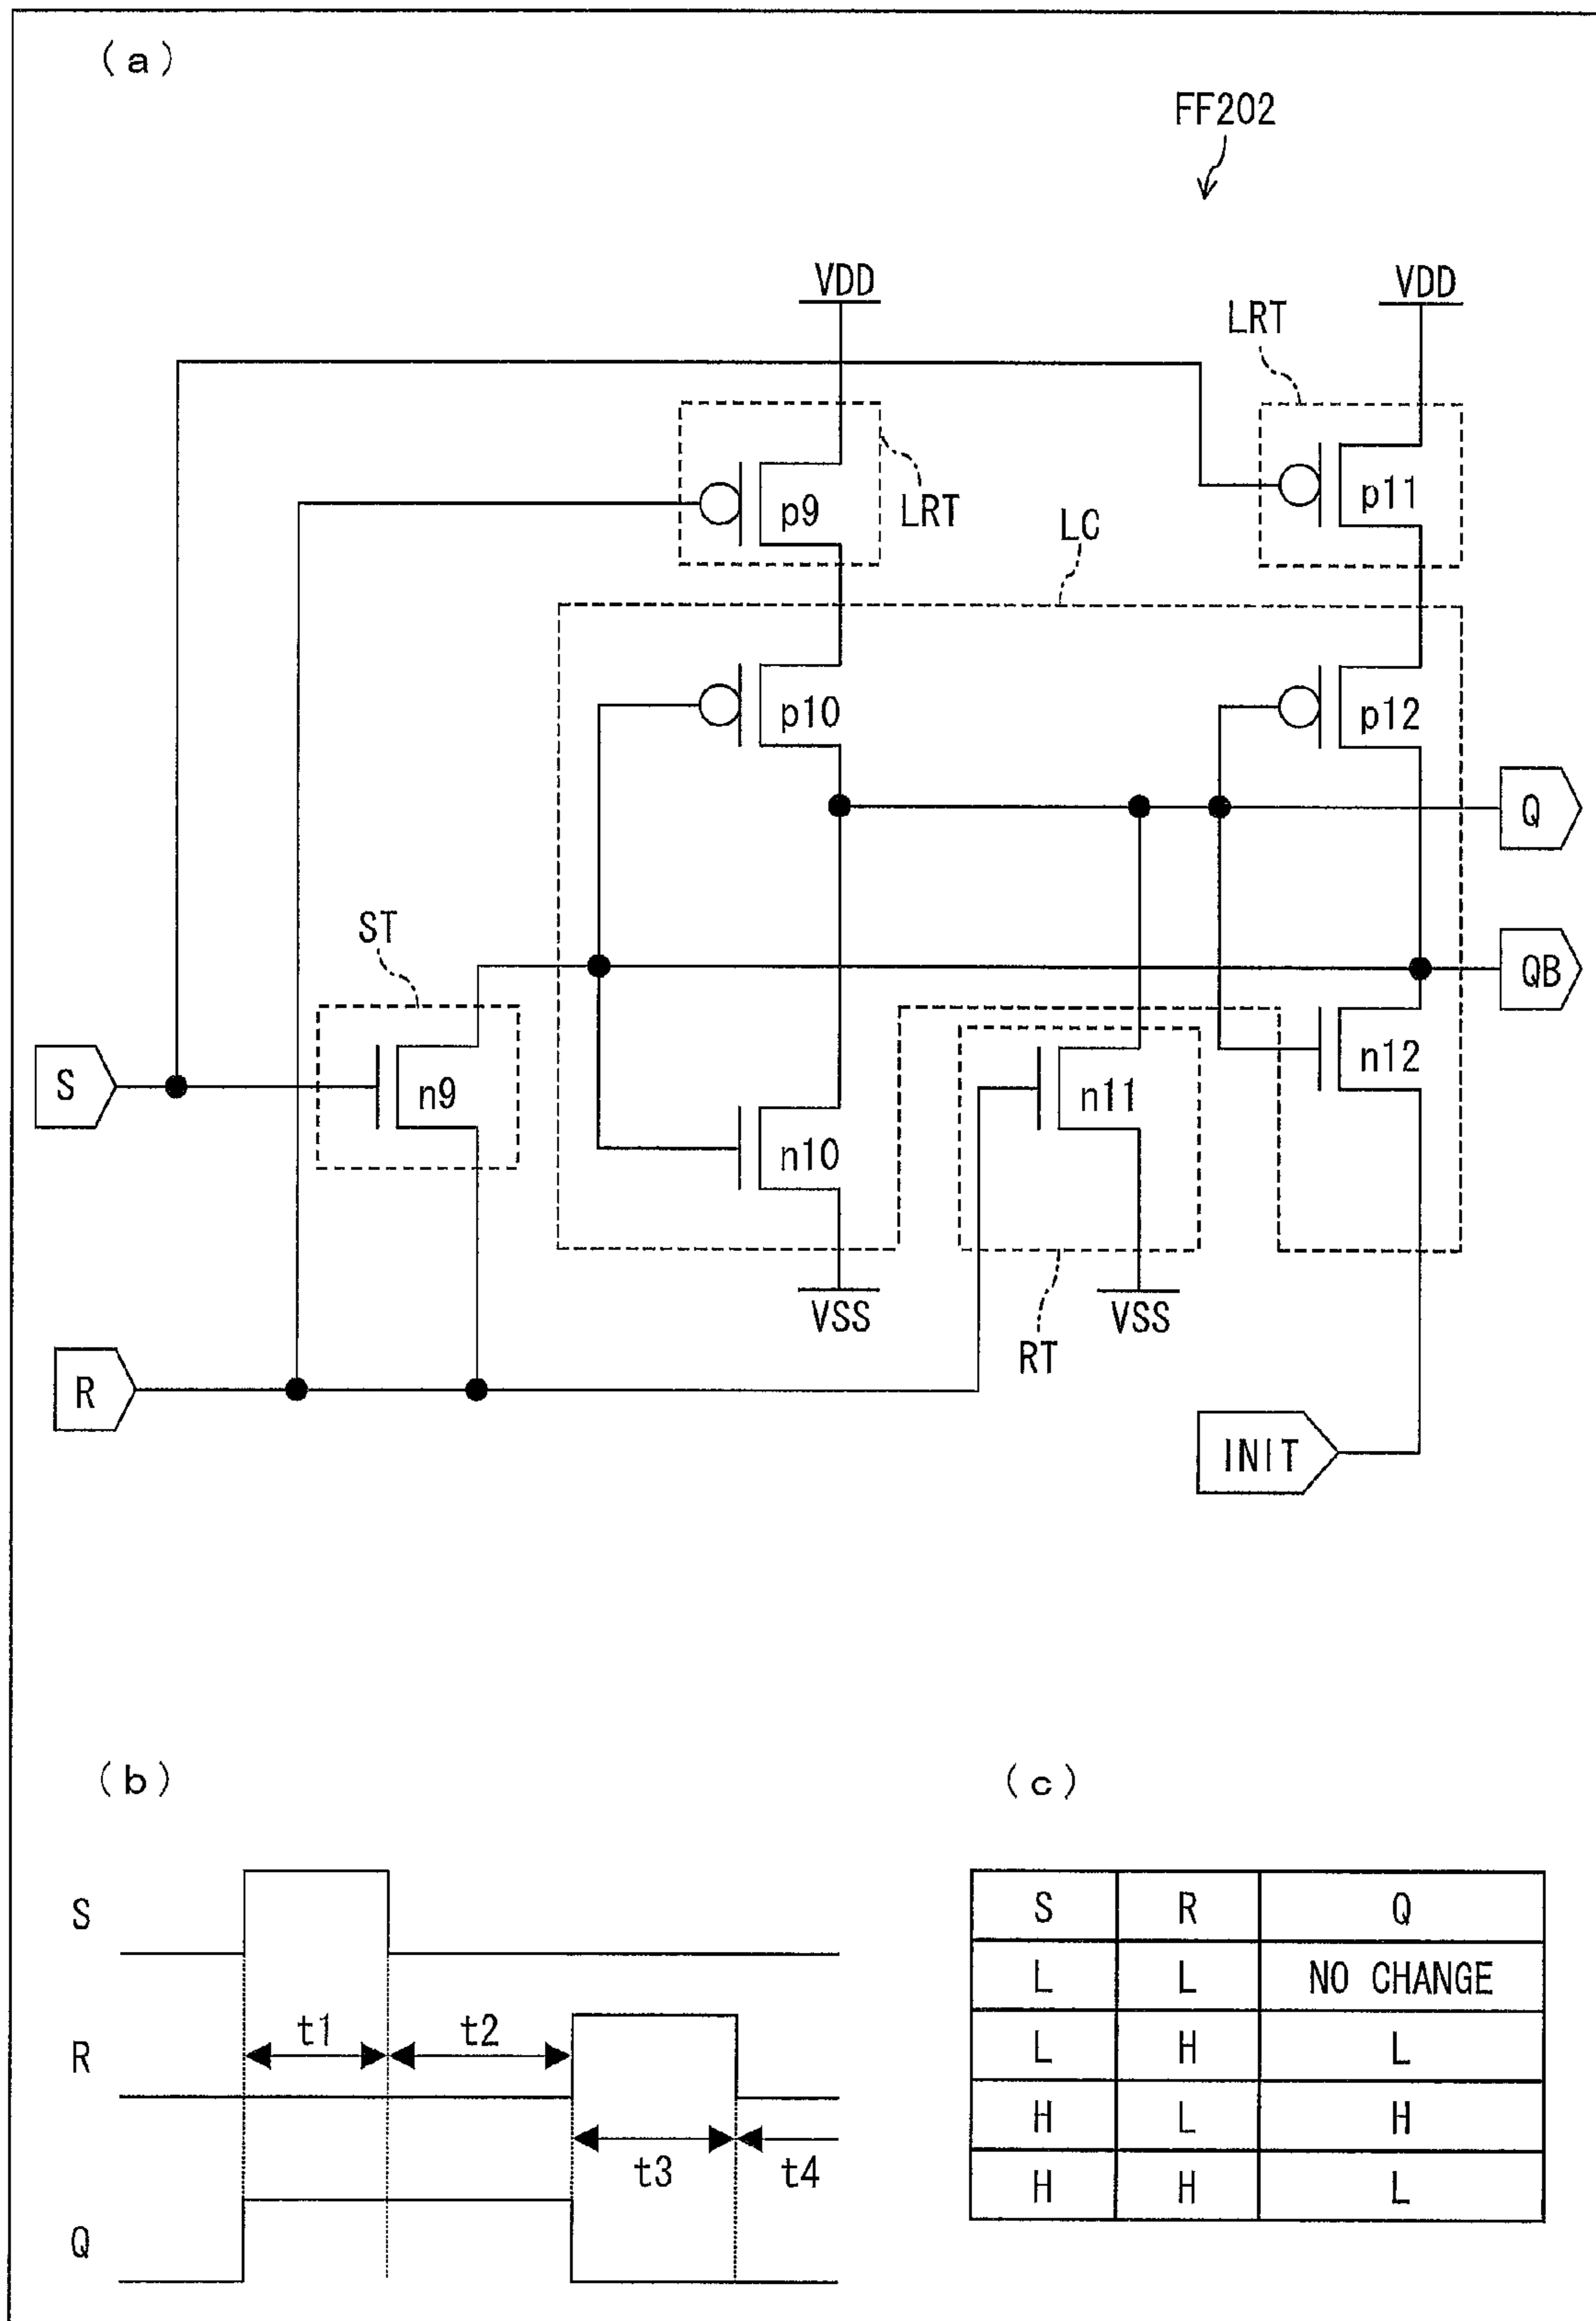 (a)
FF202
VDD
VDD
LRT
p9
LRT
p11
LC
p10
p12
Q
ST
QB
S
n9
n11
n12
n10
VSS
VSS
RT
R
INIT
(b)
(c)
S
R
Q
t1
t2
t3
t4
S R Q
L L NO CHANGE
L H L
H L H
H H L